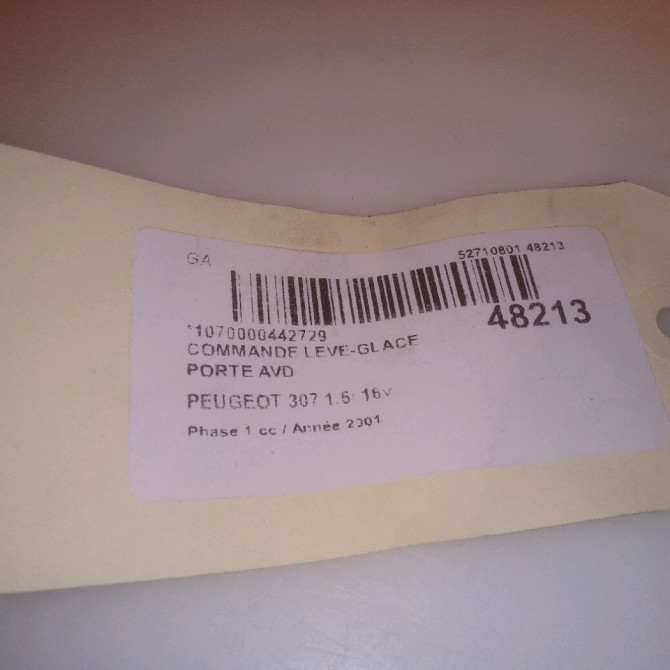 GA
52710801 48213
48213
*1070000442729
COMMANDE LEVE-GLACE
PORTE AVD
PEUGEOT 307 1.6i 16v
Phase 1 cc / Année 2001